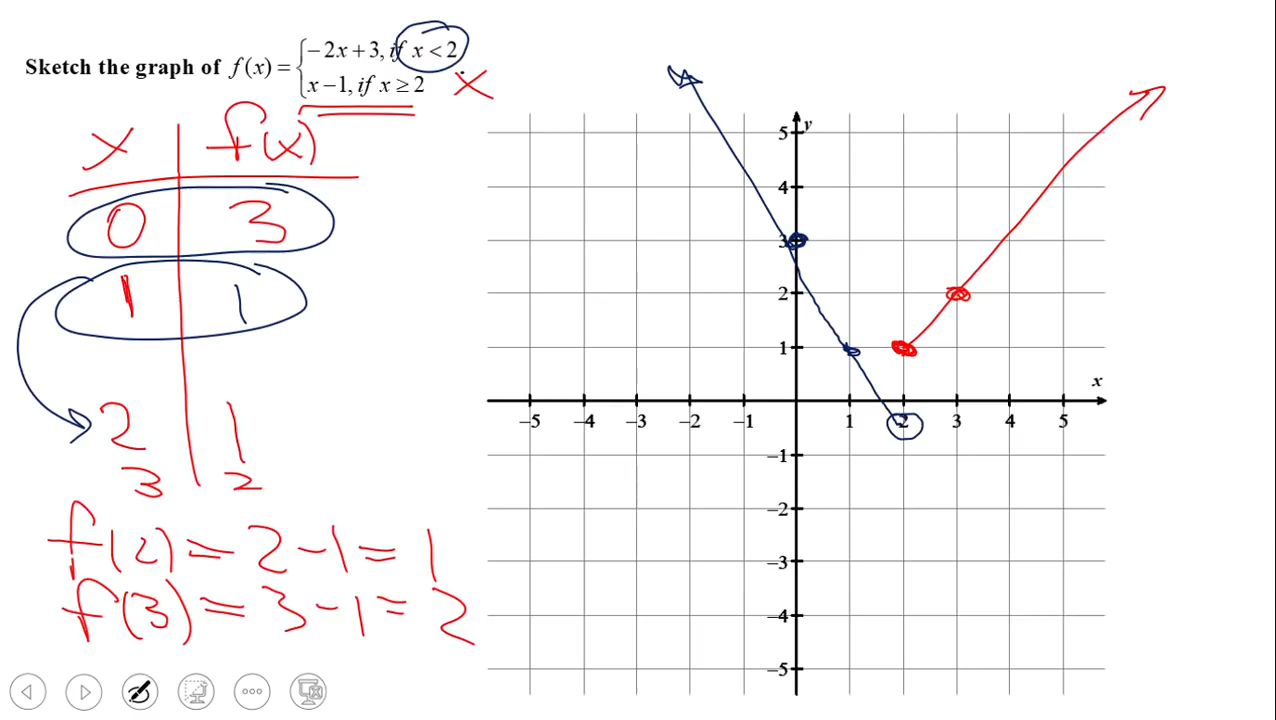 Sketch the graph of f(x) = { −2x + 3, if x < 2
x − 1, if x ≥ 2
x
x f(x)
0 3
1 1
2 1
3 2
f(2) = 2 − 1 = 1
f(3) = 3 − 1 = 2
y
5
4
3
2
1
x
−5 −4 −3 −2 −1 1 2 3 4 5
−1
−2
−3
−4
−5